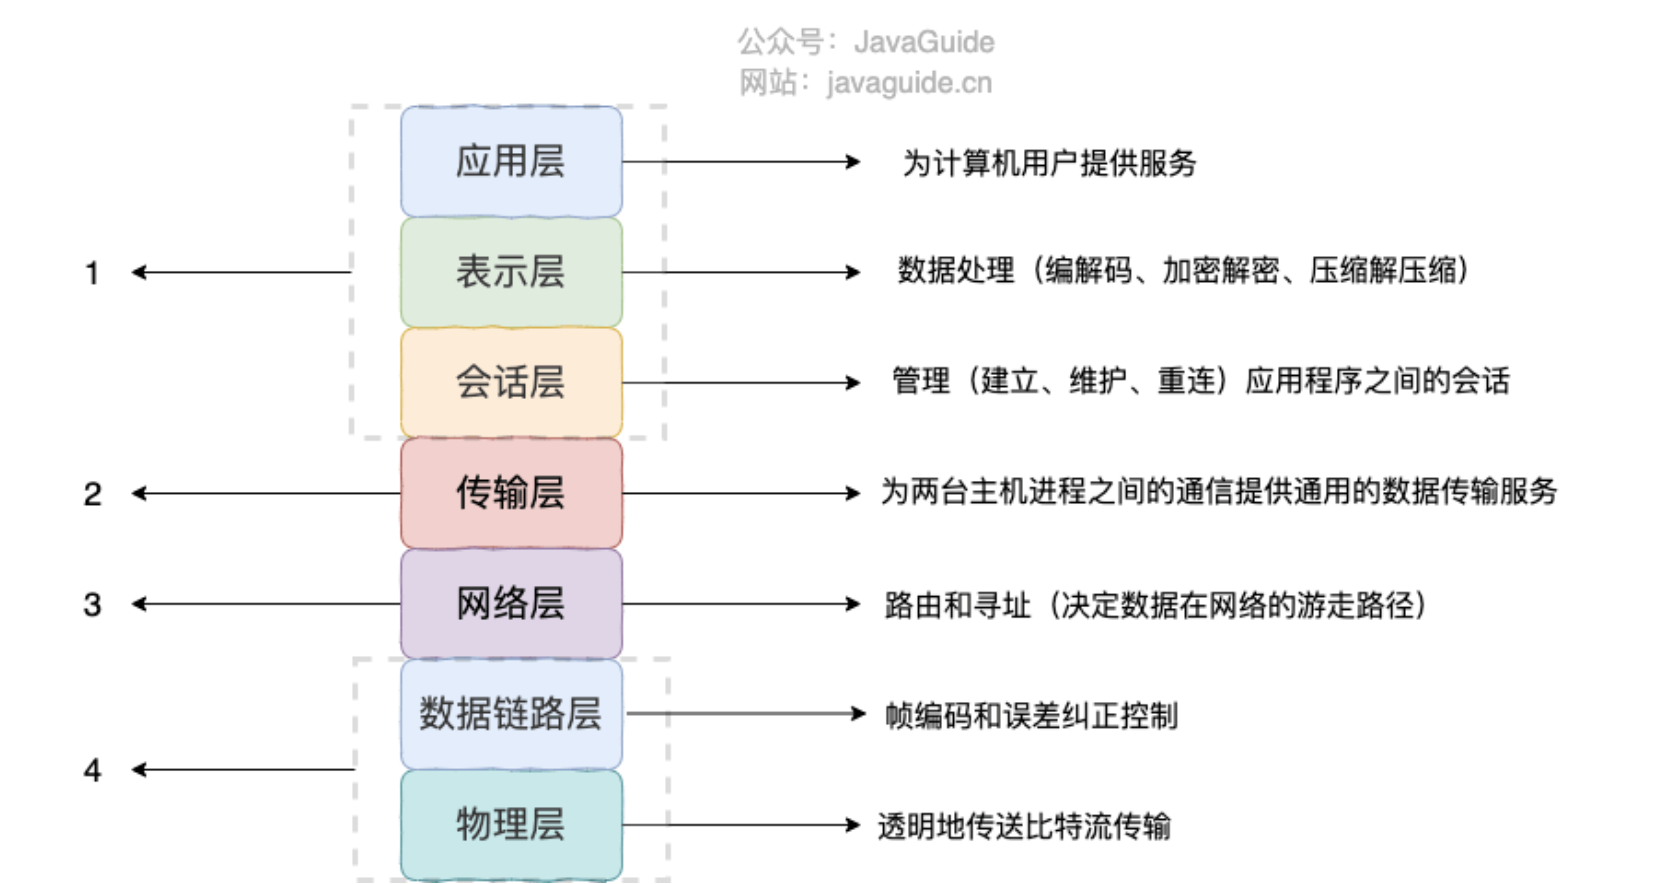 公众号：JavaGuide
网站：javaguide.cn
应用层
为计算机用户提供服务
1
表示层
数据处理（编解码、加密解密、压缩解压缩）
会话层
管理（建立、维护、重连）应用程序之间的会话
2
传输层
为两台主机进程之间的通信提供通用的数据传输服务
3
网络层
路由和寻址（决定数据在网络的游走路径）
数据链路层
帧编码和误差纠正控制
4
物理层
透明地传送比特流传输